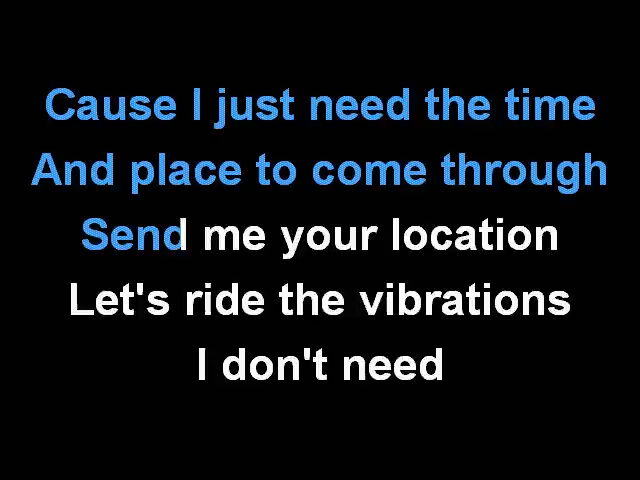 Cause I just need the time
And place to come through
Send me your location
Let's ride the vibrations
I don't need